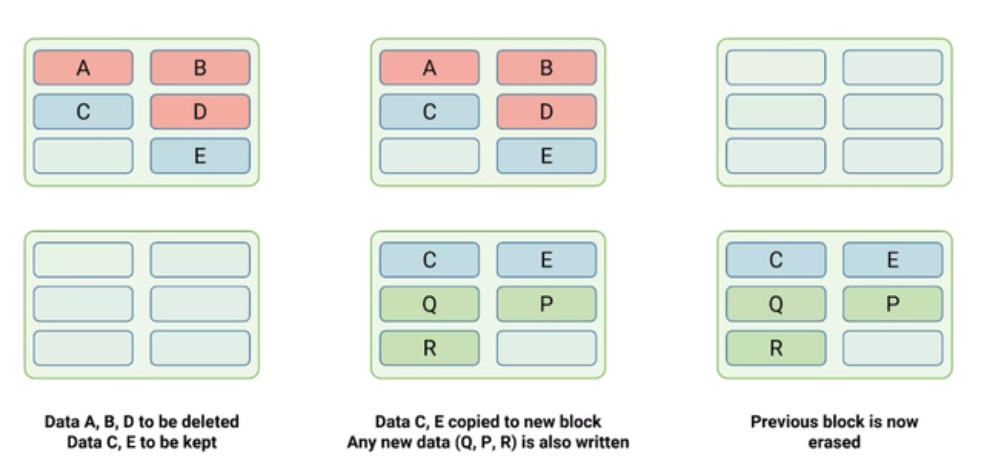 A B
C D
E
A B
C D
E
C E
Q P
R
C E
Q P
R
Data A, B, D to be deleted
Data C, E to be kept
Data C, E copied to new block
Any new data (Q, P, R) is also written
Previous block is now
erased